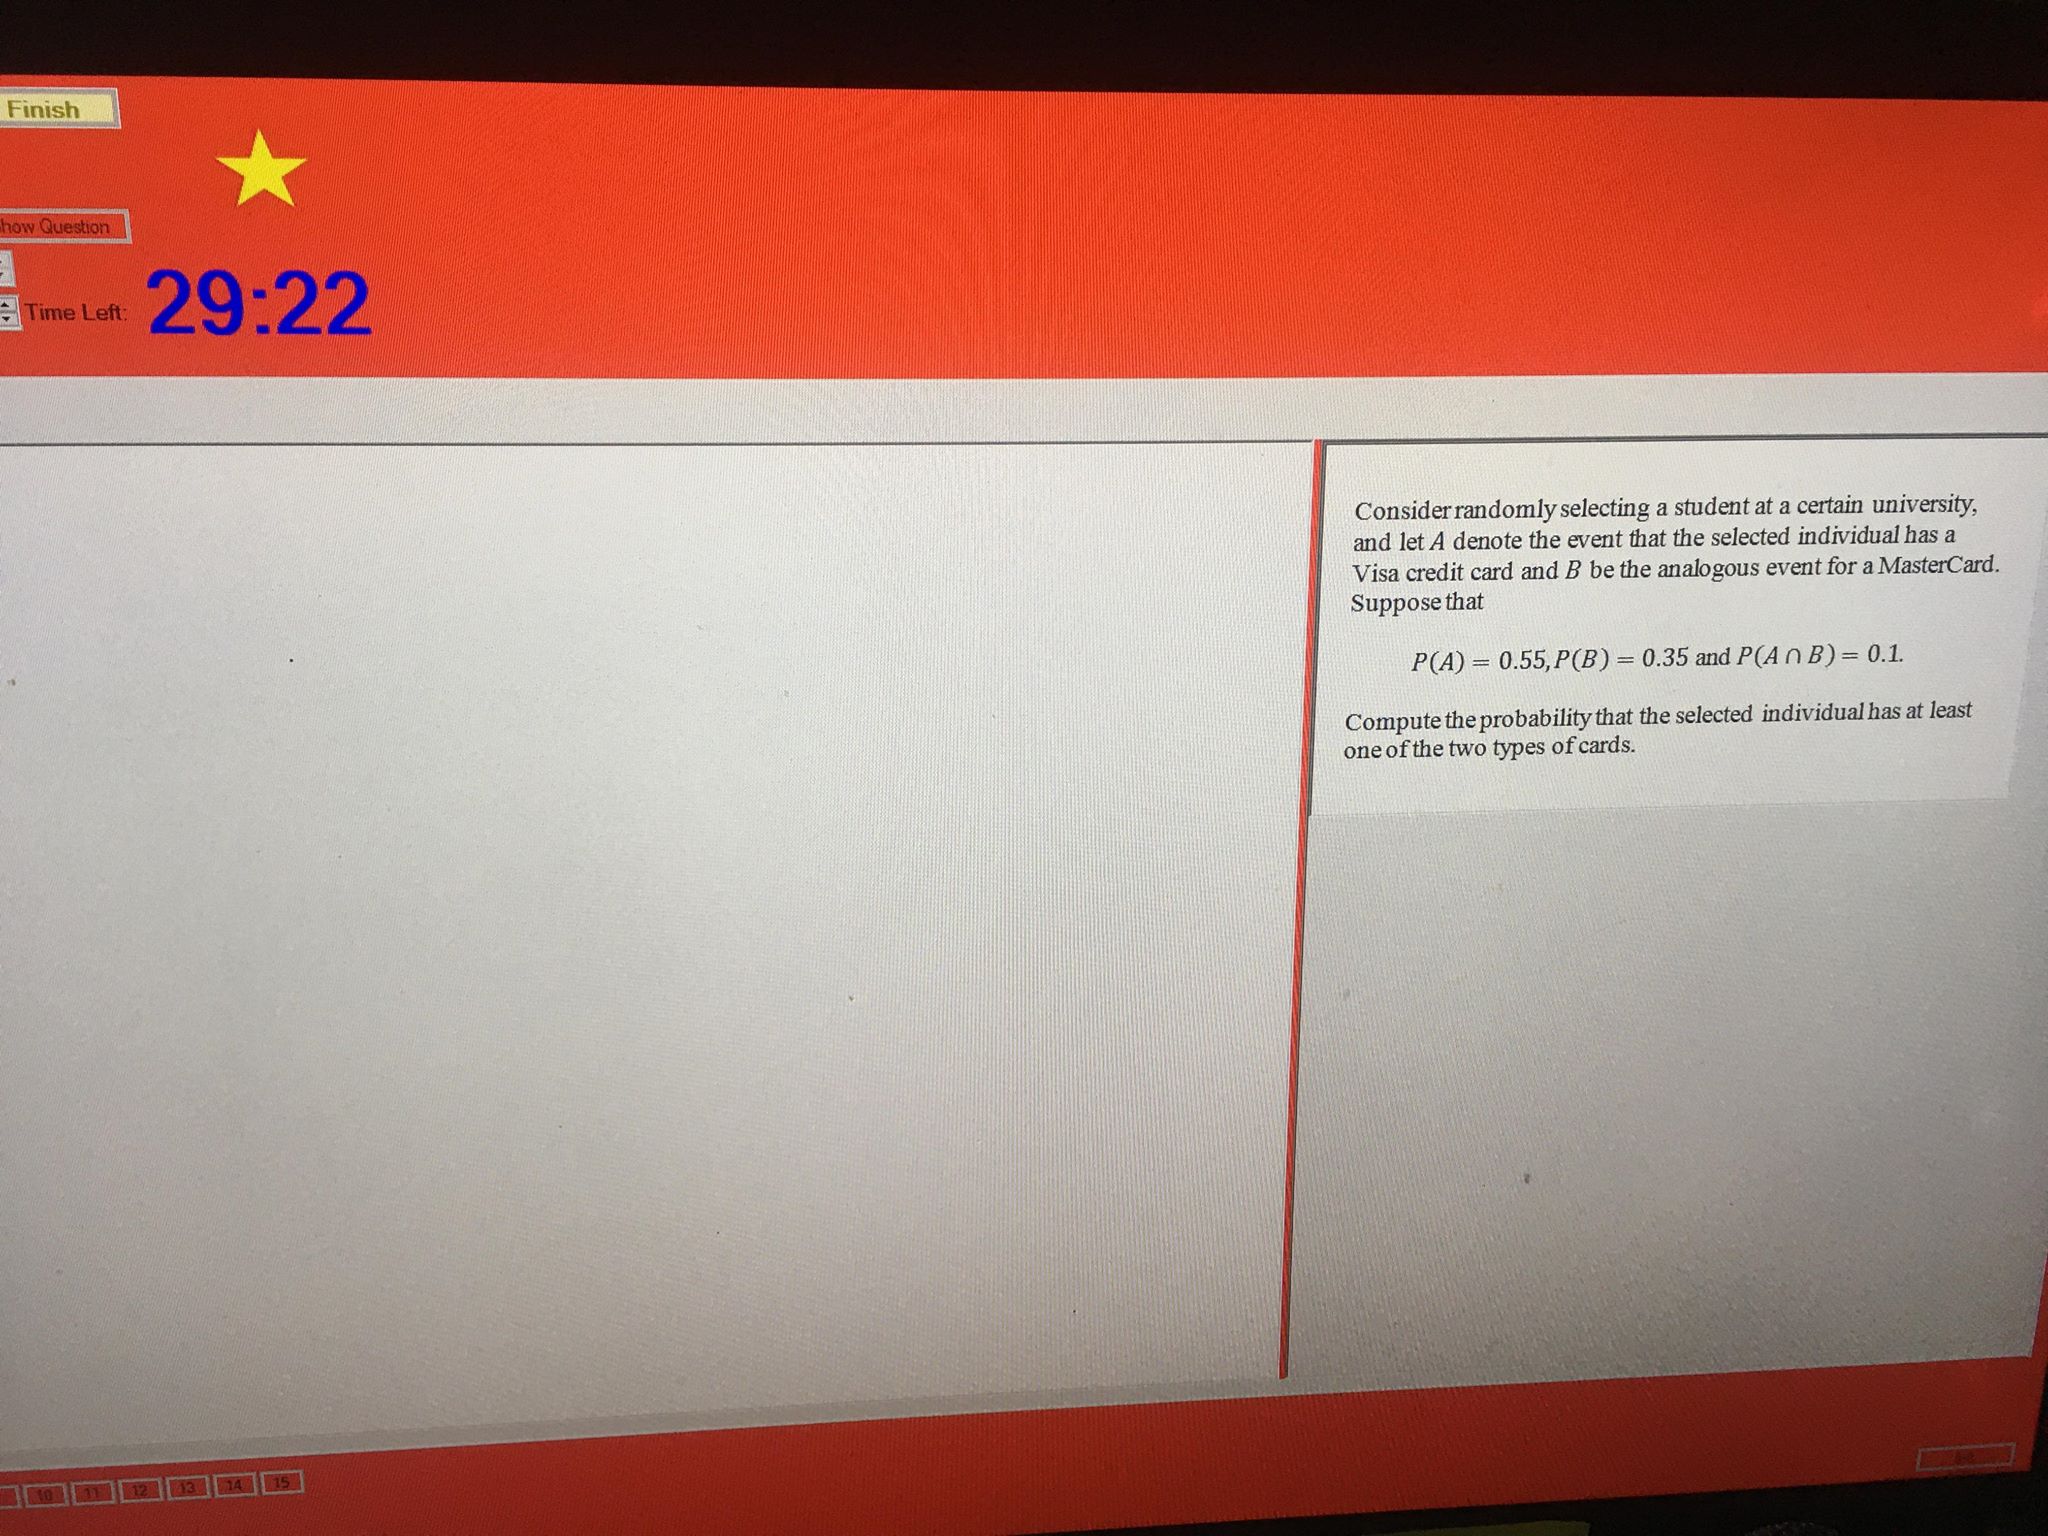 Finish
how Question
Time Left: 29:22
Consider randomly selecting a student at a certain university,
and let A denote the event that the selected individual has a
Visa credit card and B be the analogous event for a MasterCard.
Suppose that
P(A) = 0.55, P(B) = 0.35 and P(A ∩ B) = 0.1.
Compute the probability that the selected individual has at least
one of the two types of cards.
10 11 12 13 14 15